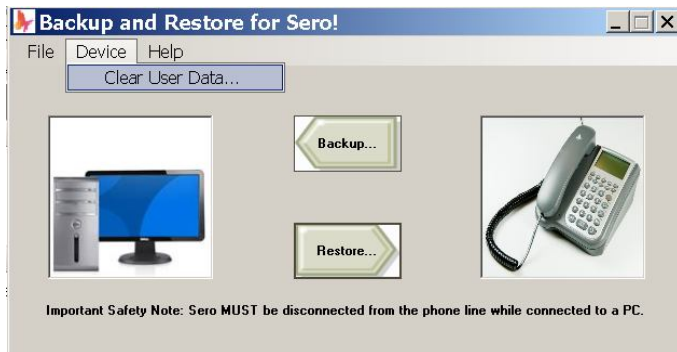 Backup and Restore for Sero!
File Device Help
Clear User Data...
Backup...
Restore...
Important Safety Note: Sero MUST be disconnected from the phone line while connected to a PC.